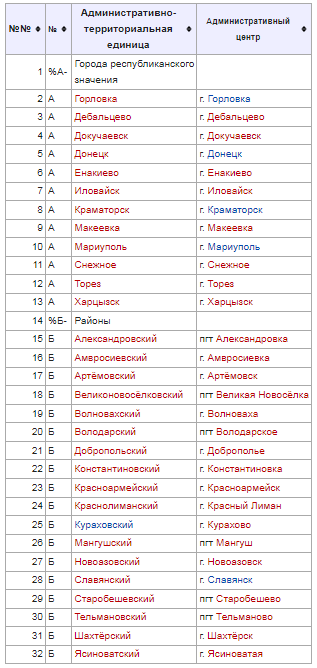 №№ № Административно-территориальная единица Административный центр
1 %А- Города республиканского значения
2 А Горловка г. Горловка
3 А Дебальцево г. Дебальцево
4 А Докучаевск г. Докучаевск
5 А Донецк г. Донецк
6 А Енакиево г. Енакиево
7 А Иловайск г. Иловайск
8 А Краматорск г. Краматорск
9 А Макеевка г. Макеевка
10 А Мариуполь г. Мариуполь
11 А Снежное г. Снежное
12 А Торез г. Торез
13 А Харцызск г. Харцызск
14 %Б- Районы
15 Б Александровский пгт Александровка
16 Б Амвросиевский г. Амвросиевка
17 Б Артёмовский г. Артёмовск
18 Б Великоновосёлковский пгт Великая Новосёлка
19 Б Волновахский г. Волноваха
20 Б Володарский пгт Володарское
21 Б Добропольский г. Доброполье
22 Б Константиновский г. Константиновка
23 Б Красноармейский г. Красноармейск
24 Б Краснолиманский г. Красный Лиман
25 Б Кураховский г. Курахово
26 Б Мангушский пгт Мангуш
27 Б Новоазовский г. Новоазовск
28 Б Славянский г. Славянск
29 Б Старобешевский пгт Старобешево
30 Б Тельмановский пгт Тельманово
31 Б Шахтёрский г. Шахтёрск
32 Б Ясиноватский г. Ясиноватая